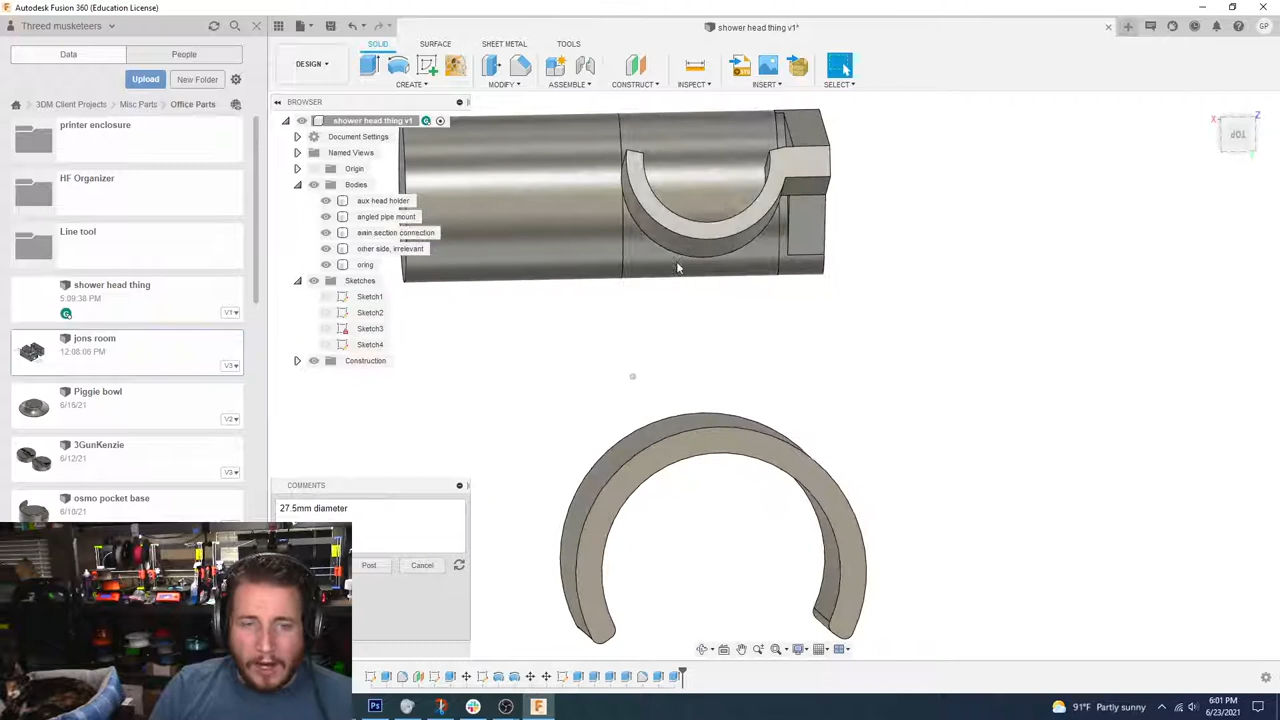 Autodesk Fusion 360 (Education License)
Threed musketeers
shower head thing v1*
GP
Data
People
SOLID
SURFACE
SHEET METAL
TOOLS
Upload
New Folder
DESIGN
CREATE
MODIFY
ASSEMBLE
CONSTRUCT
INSPECT
INSERT
SELECT
3DM Client Projects
Misc Parts
Office Parts
BROWSER
printer enclosure
HF Organizer
Line tool
shower head thing
5:09:38 PM
V1
jons room
12:08:06 PM
V3
Piggie bowl
6/16/21
V2
3GunKenzie
6/12/21
V3
osmo pocket base
6/10/21
shower head thing v1
Document Settings
Named Views
Origin
Bodies
aux head holder
angled pipe mount
main section connection
other side, irrelevant
oring
Sketches
Sketch1
Sketch2
Sketch3
Sketch4
Construction
X
Z
TOP
COMMENTS
27.5mm diameter
Post
Cancel
91°F Partly sunny
6:01 PM
6/23/2021